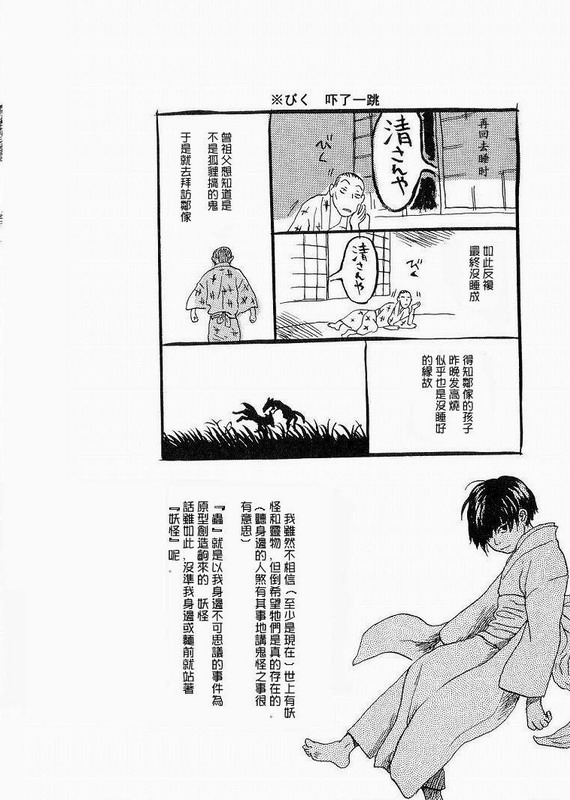 ※びく　吓了一跳
再回去睡时
清さんや
びく
如此反複
最終沒睡成
清さんや
びく
曾祖父想知道是
不是狐狸搞的鬼
于是就去拜訪鄰傢
得知鄰傢的孩子
昨晚发高燒
似乎也是沒睡好
的緣故
我雖然不相信(至少是現在)世上有妖
怪和靈物,但倒希望牠們是真的存在的.
(聽身邊的人煞有其事地講鬼怪之事很
有意思)
『蟲』就是以我身邊不可思議的事件為
原型創造齣來的　妖怪
話雖如此,沒準我身邊或軀前就站著
『妖怪』呢.